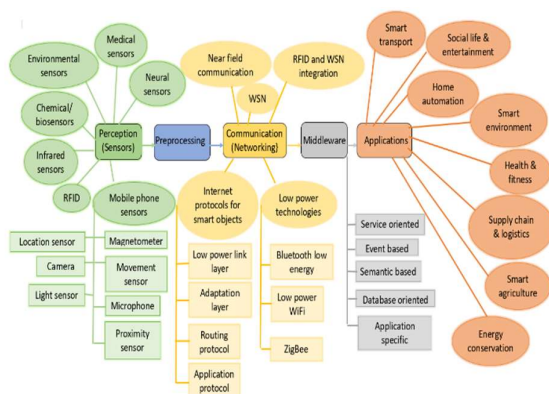 Medical
sensors
Environmental
sensors
Neural
sensors
Chemical/
biosensors
Infrared
sensors
RFID
Perception
(Sensors)
Mobile phone
sensors
Location sensor
Magnetometer
Camera
Movement
sensor
Light sensor
Microphone
Proximity
sensor
Preprocessing
Near field
communication
WSN
RFID and WSN
integration
Communication
(Networking)
Internet
protocols for
smart objects
Low power
technologies
Low power link
layer
Adaptation
layer
Routing
protocol
Application
protocol
Bluetooth low
energy
Low power
WiFi
ZigBee
Middleware
Service oriented
Event based
Semantic based
Database oriented
Application
specific
Applications
Smart
transport
Social life &
entertainment
Home
automation
Smart
environment
Health &
fitness
Supply chain
& logistics
Smart
agriculture
Energy
conservation